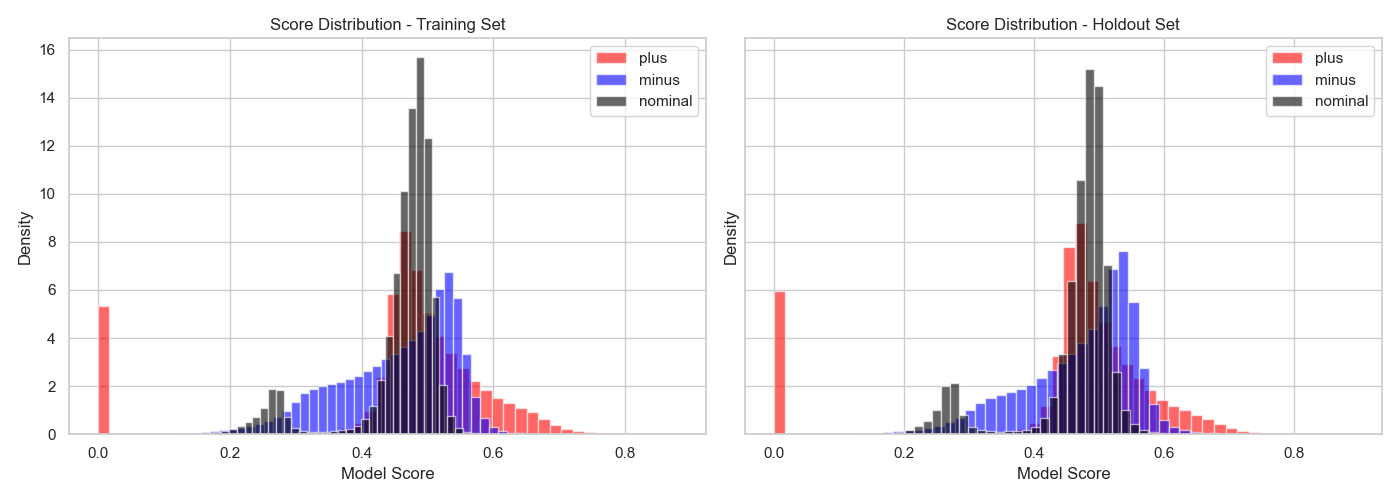 Score Distribution - Training Set
Score Distribution - Holdout Set
plus
minus
nominal
plus
minus
nominal
Density
16
14
12
10
8
6
4
2
0
0.0 0.2 0.4 0.6 0.8
Model Score
Density
0.0 0.2 0.4 0.6 0.8
Model Score